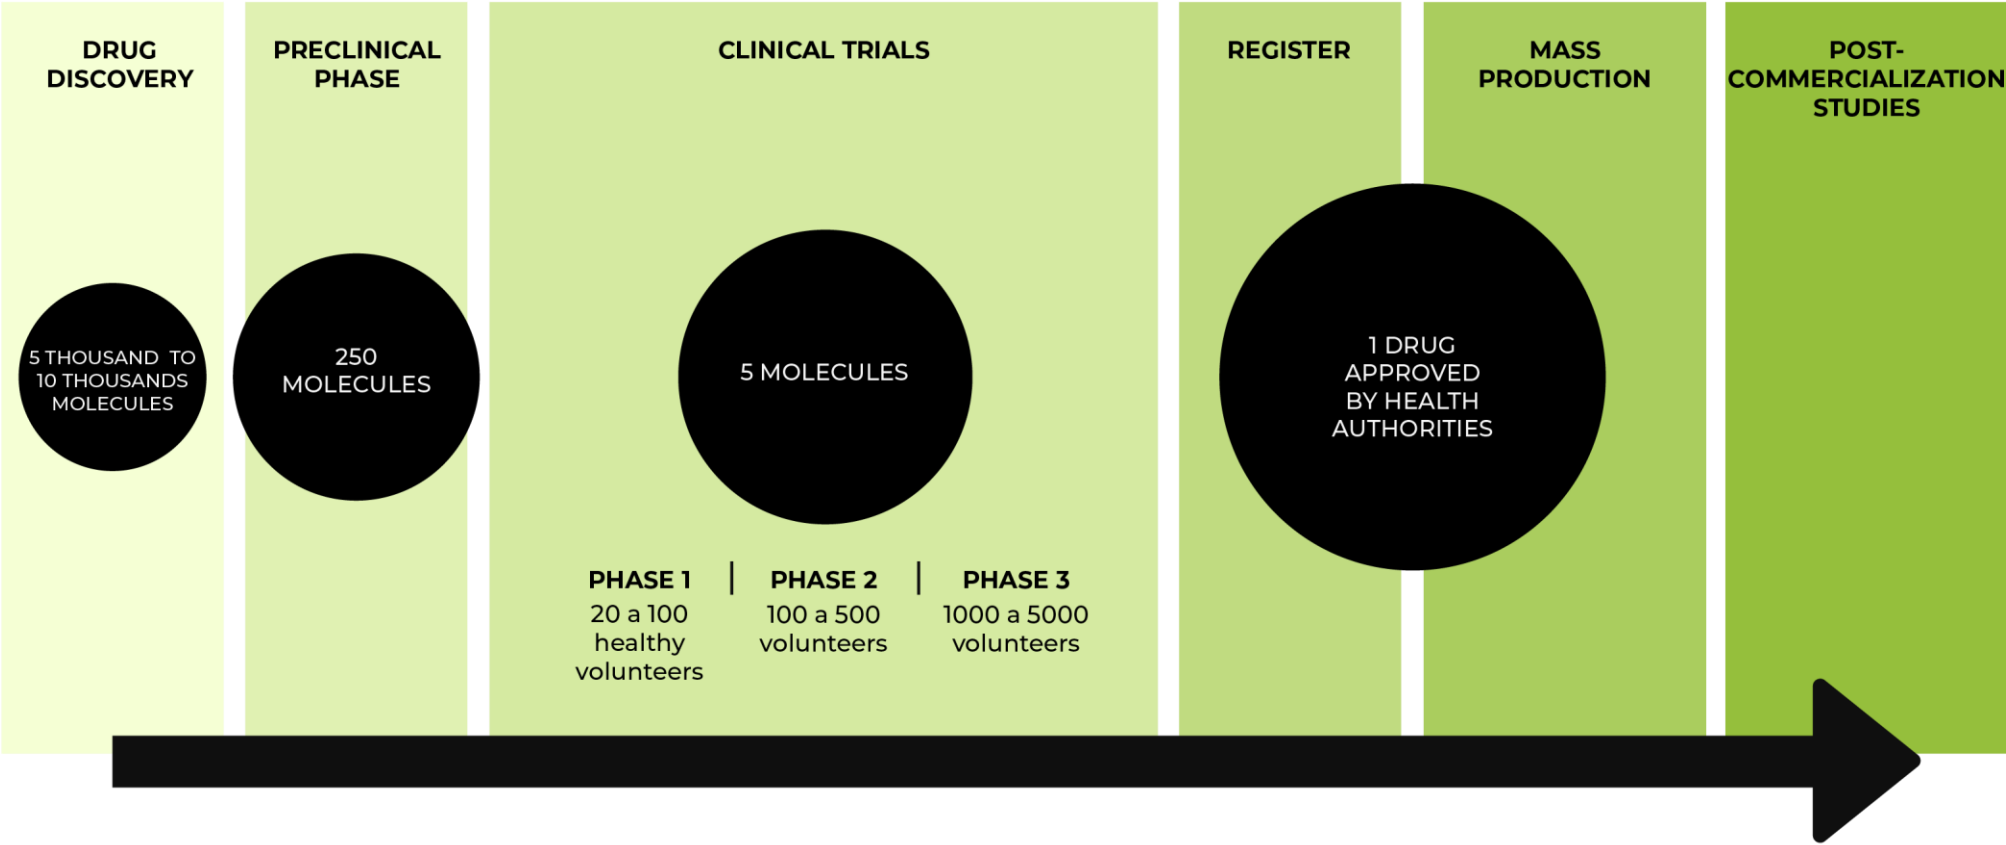 DRUG
DISCOVERY
PRECLINICAL
PHASE
CLINICAL TRIALS
REGISTER
MASS
PRODUCTION
POST-
COMMERCIALIZATION
STUDIES
5 THOUSAND TO
10 THOUSANDS
MOLECULES
250
MOLECULES
5 MOLECULES
1 DRUG
APPROVED
BY HEALTH
AUTHORITIES
PHASE 1
20 a 100
healthy
volunteers
PHASE 2
100 a 500
volunteers
PHASE 3
1000 a 5000
volunteers